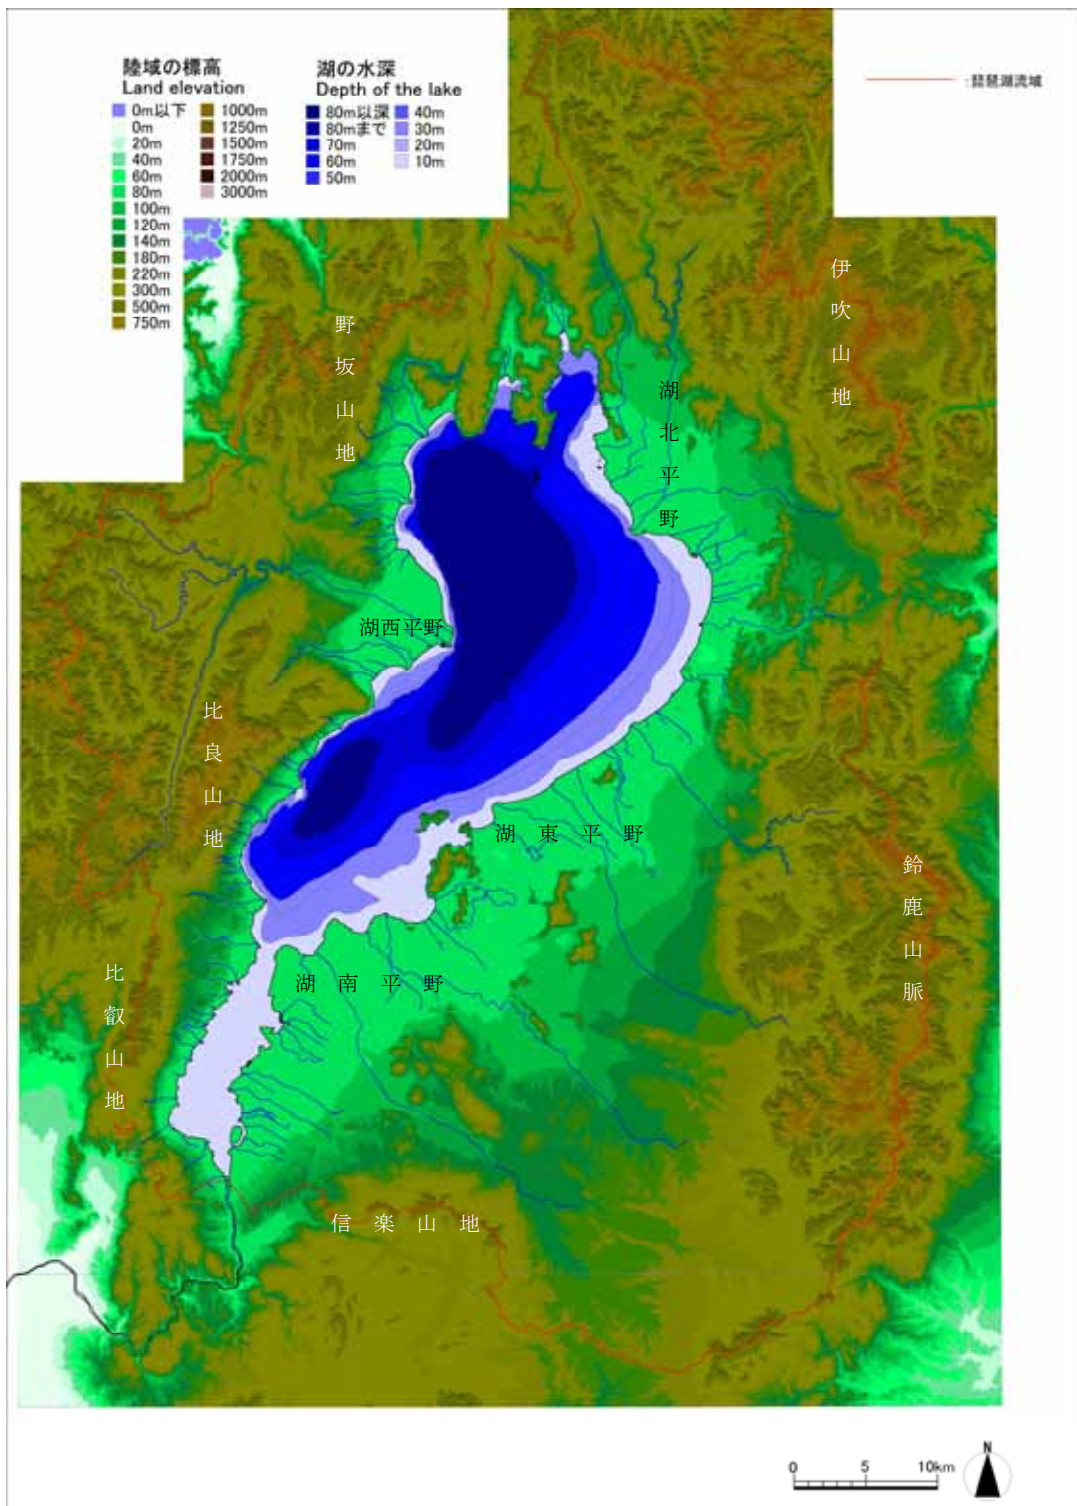 陸域の標高
Land elevation
0m以下
0m
20m
40m
60m
80m
100m
120m
140m
180m
220m
300m
500m
750m
1000m
1250m
1500m
1750m
2000m
3000m
湖の水深
Depth of the lake
80m以深
80mまで
70m
60m
50m
40m
30m
20m
10m
:琵琶湖流域
伊吹山地
野坂山地
湖北平野
湖西平野
比良山地
湖東平野
鈴鹿山脈
比叡山地
湖南平野
信楽山地
N
0 5 10km